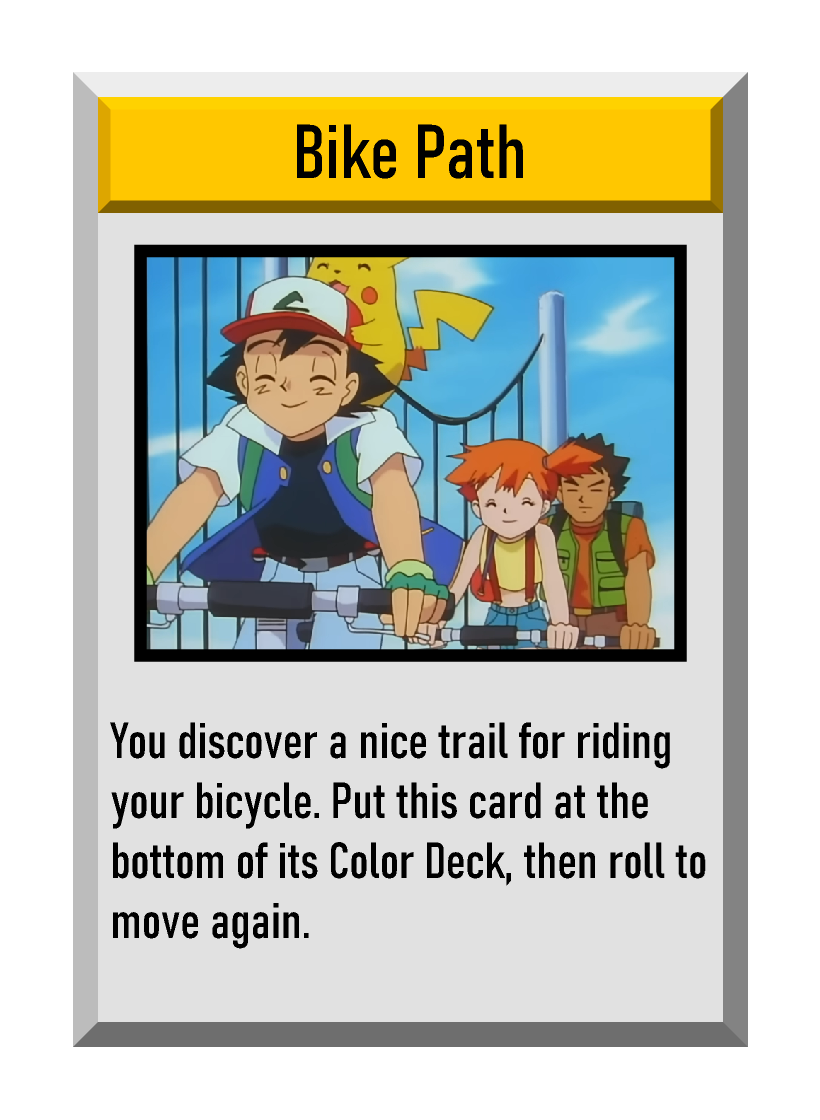 Bike Path
You discover a nice trail for riding
your bicycle. Put this card at the
bottom of its Color Deck, then roll to
move again.